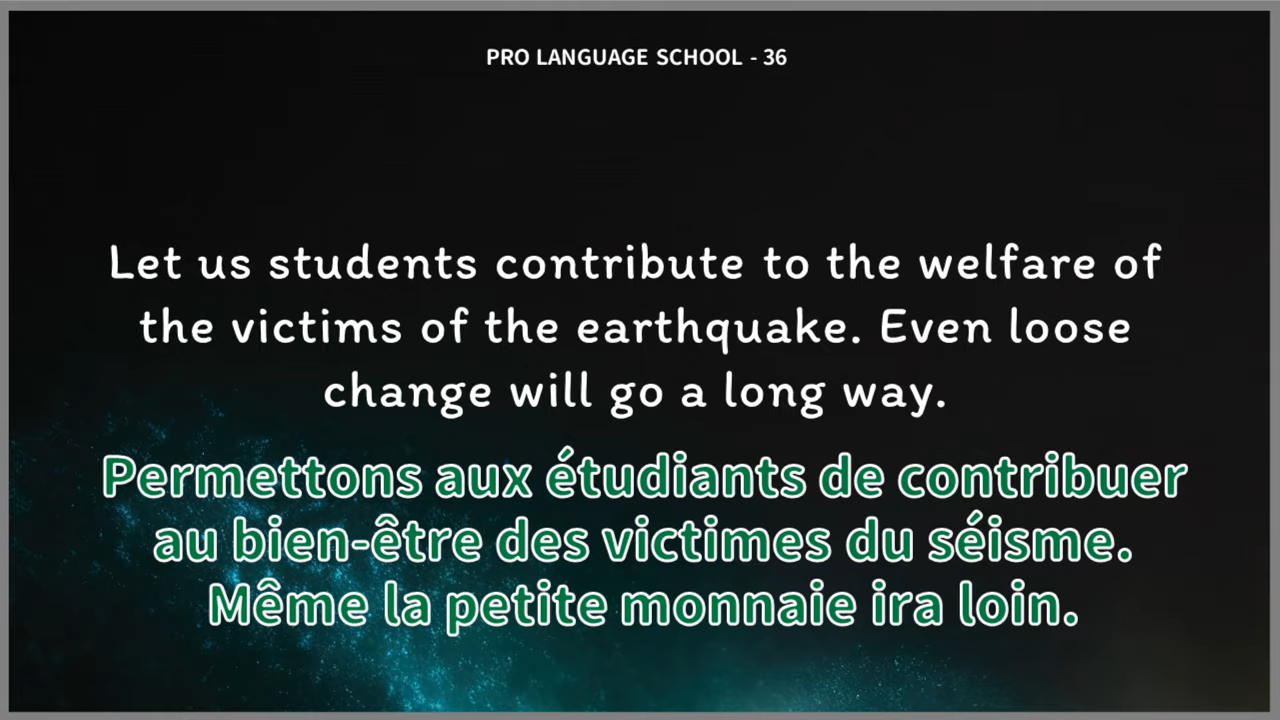 PRO LANGUAGE SCHOOL - 36
Let us students contribute to the welfare of
the victims of the earthquake. Even loose
change will go a long way.
Permettons aux étudiants de contribuer
au bien-être des victimes du séisme.
Même la petite monnaie ira loin.